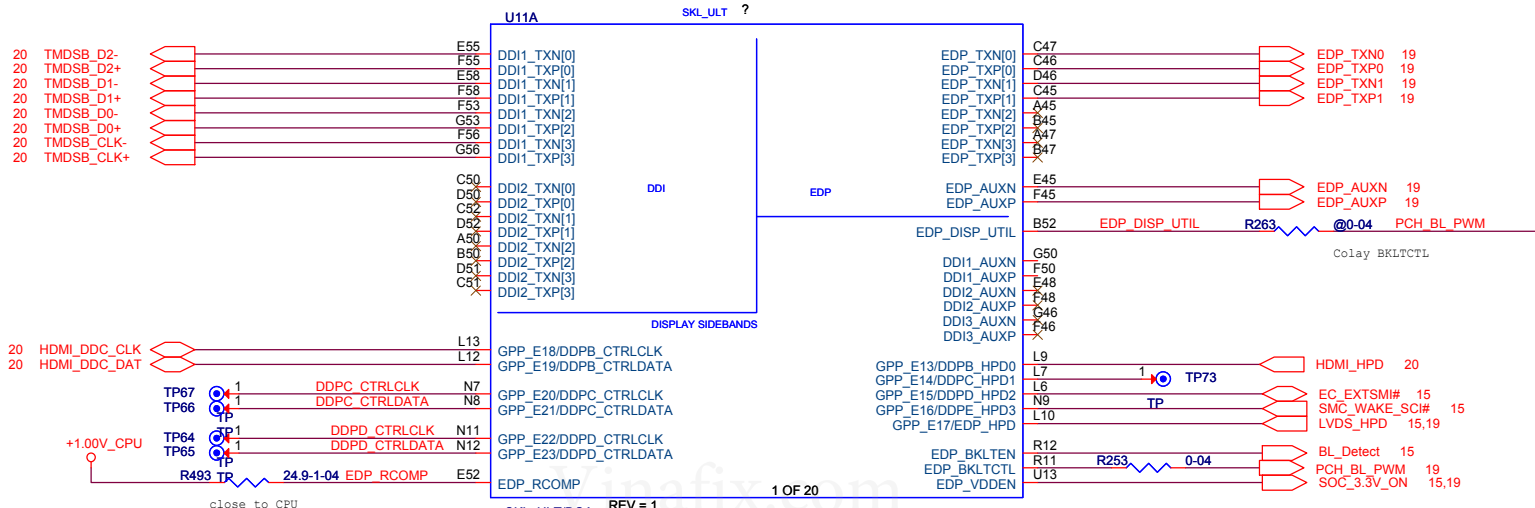 U11A SKL_ULT ?
20 TMDSB_D2- E55 DDI1_TXN[0] EDP_TXN[0] C47 EDP_TXN0 19
20 TMDSB_D2+ F55 DDI1_TXP[0] EDP_TXP[0] C46 EDP_TXP0 19
20 TMDSB_D1- E58 DDI1_TXN[1] EDP_TXN[1] D46 EDP_TXN1 19
20 TMDSB_D1+ F58 DDI1_TXP[1] EDP_TXP[1] C45 EDP_TXP1 19
20 TMDSB_D0- F53 DDI1_TXN[2] EDP_TXN[2] A45
20 TMDSB_D0+ G53 DDI1_TXP[2] EDP_TXP[2] B45
20 TMDSB_CLK- F56 DDI1_TXN[3] EDP_TXN[3] A47
20 TMDSB_CLK+ G56 DDI1_TXP[3] EDP_TXP[3] B47
C50 DDI2_TXN[0] DDI EDP EDP_AUXN E45 EDP_AUXN 19
D50 DDI2_TXP[0] EDP_AUXP F45 EDP_AUXP 19
C52 DDI2_TXN[1]
D52 DDI2_TXP[1] EDP_DISP_UTIL B52 EDP_DISP_UTIL R263 @0-04 PCH_BL_PWM
A50 DDI2_TXN[2]
Colay BKLTCTL
B50 DDI2_TXP[2] DDI1_AUXN G50
D51 DDI2_TXN[3] DDI1_AUXP F50
C51 DDI2_TXP[3] DDI2_AUXN E48
DDI2_AUXP F48
DISPLAY SIDEBANDS DDI3_AUXN G46
DDI3_AUXP F46
20 HDMI_DDC_CLK L13 GPP_E18/DDPB_CTRLCLK
20 HDMI_DDC_DAT L12 GPP_E19/DDPB_CTRLDATA GPP_E13/DDPB_HPD0 L9 HDMI_HPD 20
GPP_E14/DDPC_HPD1 L7 1 TP73
TP67 1 DDPC_CTRLCLK N7 GPP_E20/DDPC_CTRLCLK GPP_E15/DDPD_HPD2 L6 EC_EXTSMI# 15
TP66 1 DDPC_CTRLDATA N8 GPP_E21/DDPC_CTRLDATA GPP_E16/DDPE_HPD3 N9 TP SMC_WAKE_SCI# 15
TP GPP_E17/EDP_HPD L10 LVDS_HPD 15,19
TP
TP64 1 DDPD_CTRLCLK N11 GPP_E22/DDPD_CTRLCLK
TP65 1 DDPD_CTRLDATA N12 GPP_E23/DDPD_CTRLDATA EDP_BKLTEN R12 BL_Detect 15
TP
+1.00V_CPU
EDP_BKLTCTL R11 R253 0-04 PCH_BL_PWM 19
R493 TP 24.9-1-04 EDP_RCOMP E52 EDP_RCOMP EDP_VDDEN U13 SOC_3.3V_ON 15,19
1 OF 20
close to CPU
REV = 1
Vinafix.com